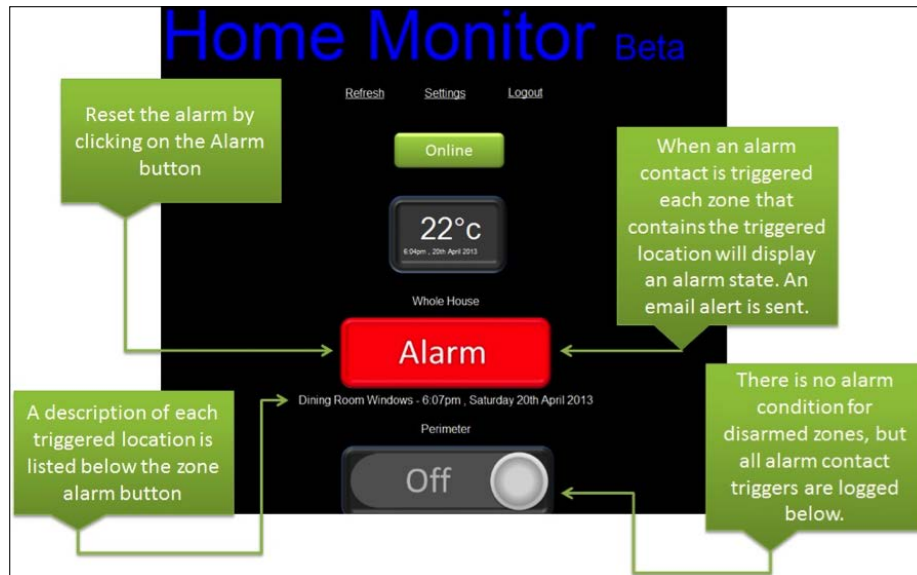 Home Monitor Beta
Refresh Settings Logout
Reset the alarm by
clicking on the Alarm
button
Online
When an alarm
contact is triggered
each zone that
contains the triggered
location will display
an alarm state. An
email alert is sent.
22°c
6:04pm , 20th April 2013
Whole House
Alarm
Dining Room Windows - 6:07pm , Saturday 20th April 2013
A description of each
triggered location is
listed below the zone
alarm button
Perimeter
Off
There is no alarm
condition for
disarmed zones, but
all alarm contact
triggers are logged
below.